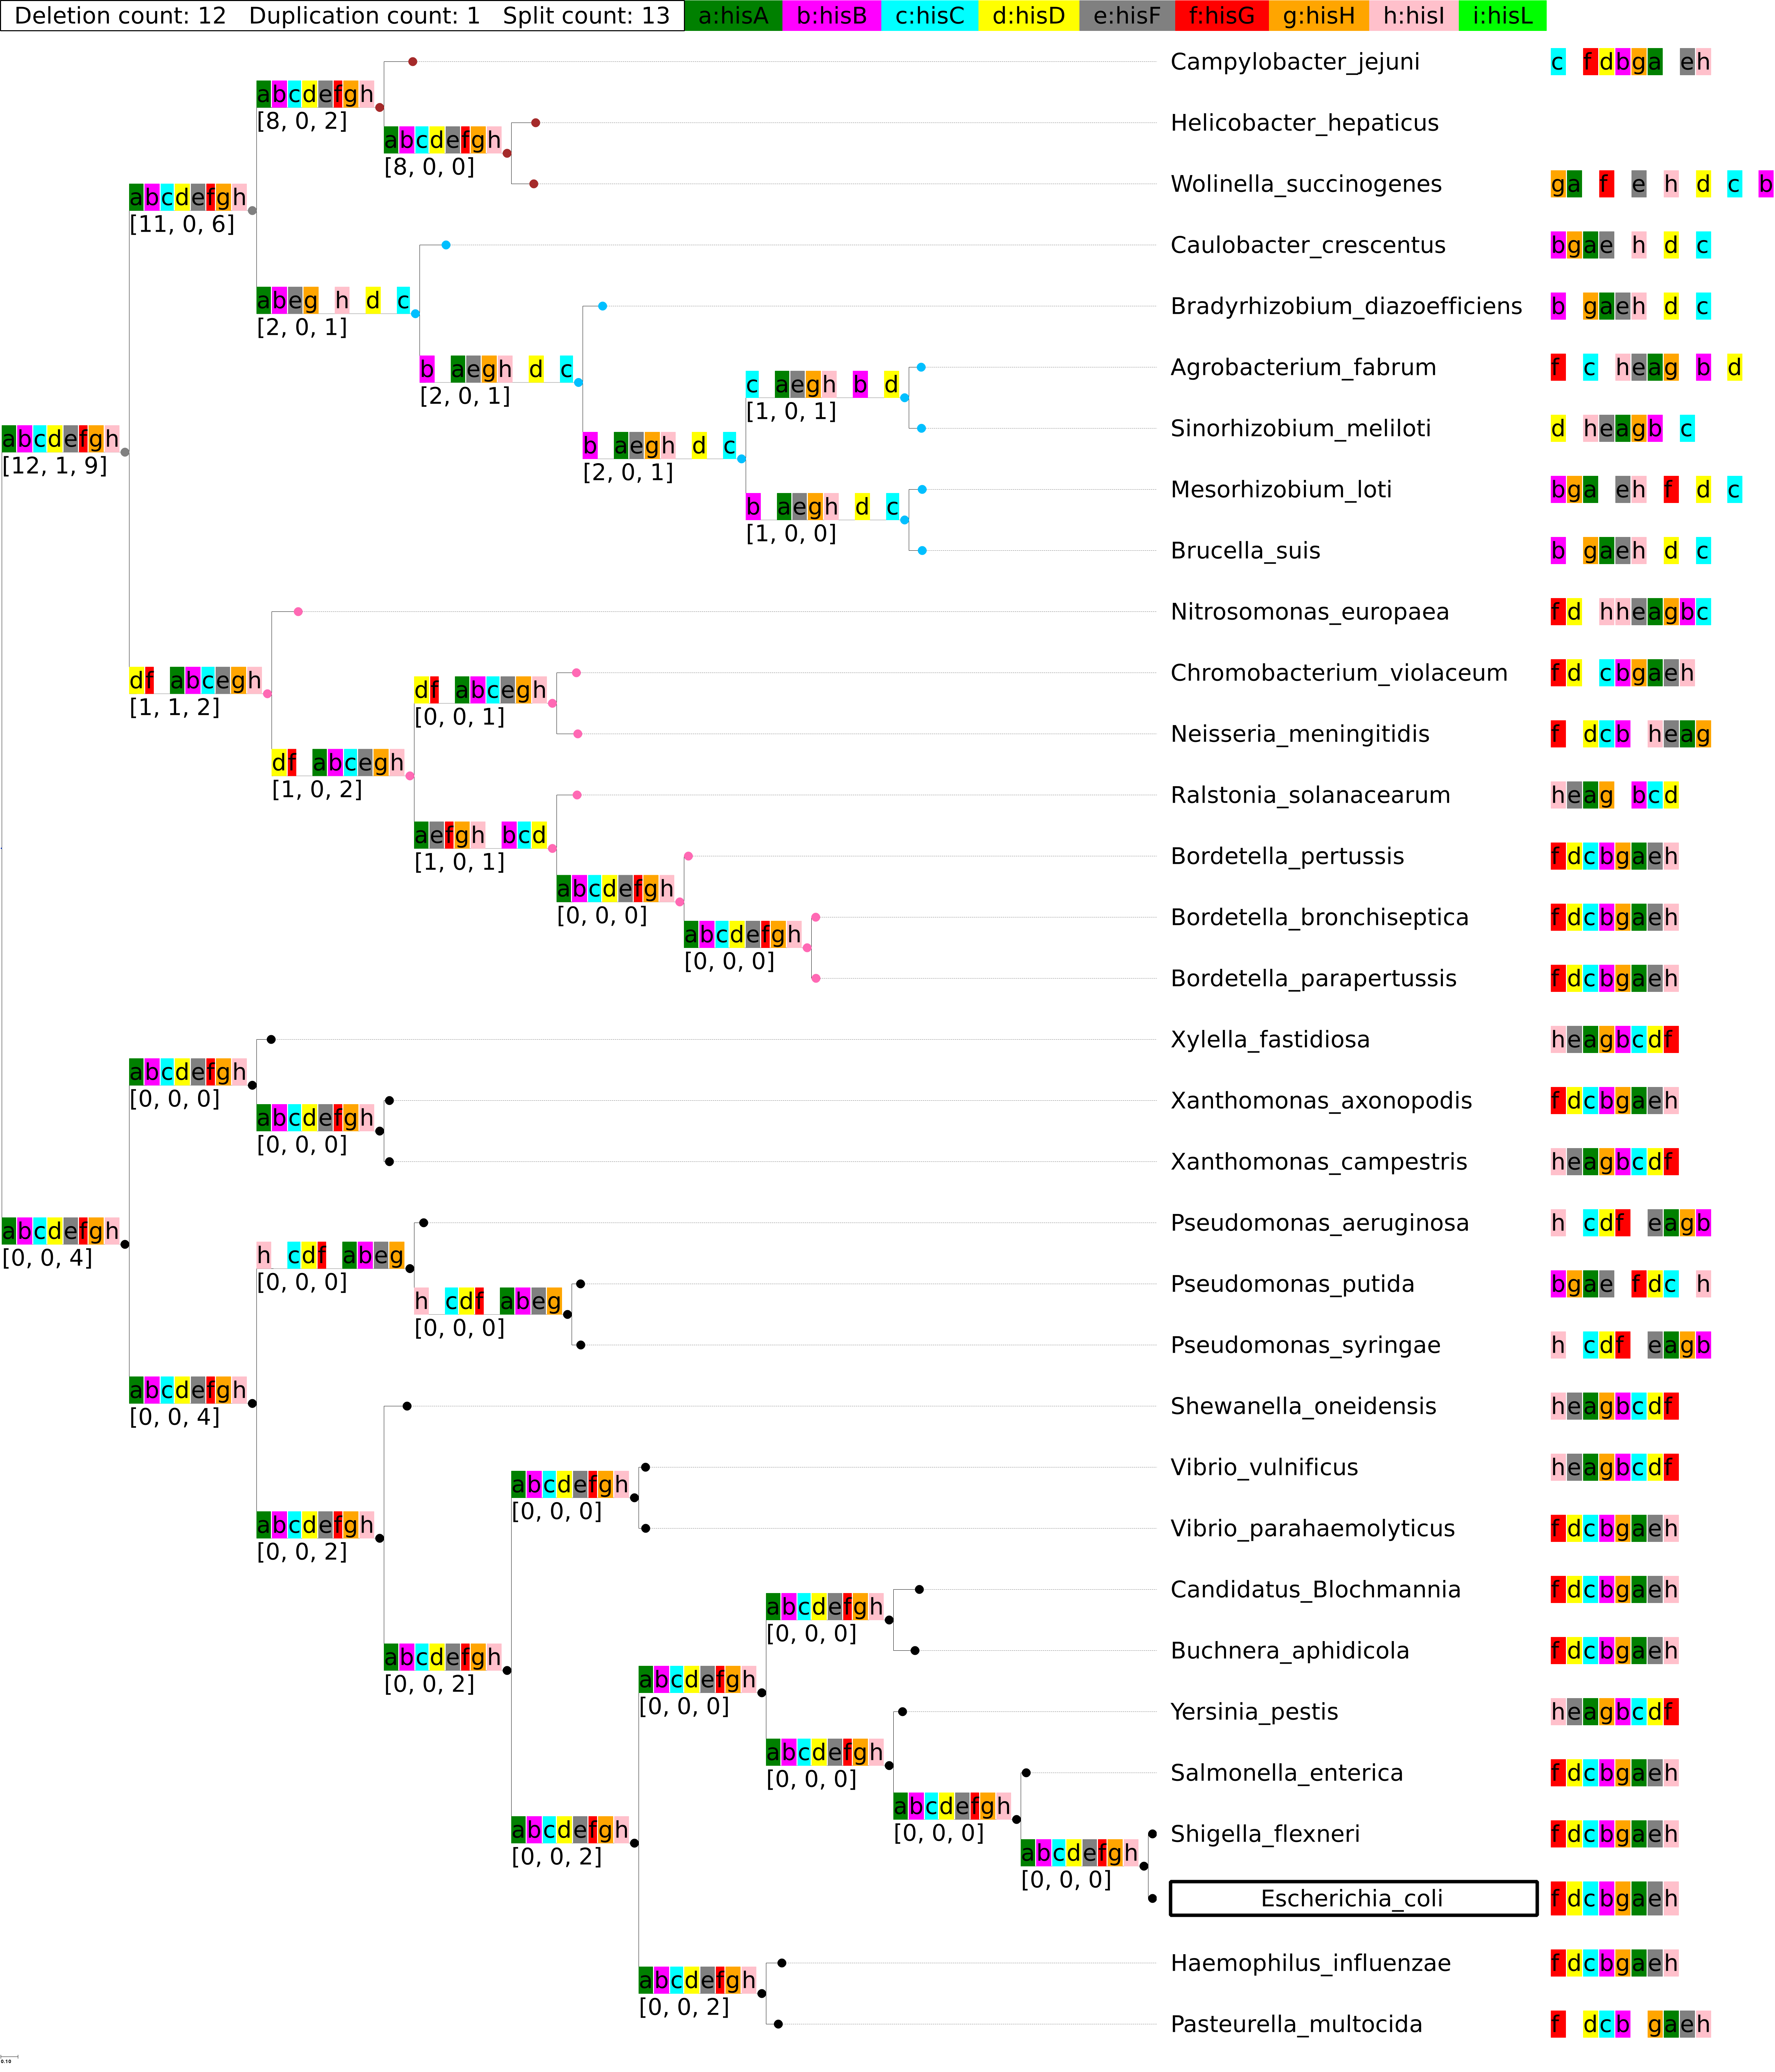 Deletion count: 12 Duplication count: 1 Split count: 13 a:hisA b:hisB c:hisC d:hisD e:hisF f:hisG g:hisH h:hisI i:hisL
Campylobacter_jejuni c fdbga eh
abcdefgh
[8, 0, 2]
Helicobacter_hepaticus
abcdefgh
[8, 0, 0]
Wolinella_succinogenes ga f e h d c b
abcdefgh
[11, 0, 6]
Caulobacter_crescentus bgae h d c
abeg h d c
[2, 0, 1]
Bradyrhizobium_diazoefficiens b gaeh d c
b aegh d c
[2, 0, 1]
Agrobacterium_fabrum f c heag b d
c aegh b d
[1, 0, 1]
Sinorhizobium_meliloti d heagb c
abcdefgh
[12, 1, 9]
b aegh d c
[2, 0, 1]
Mesorhizobium_loti bga eh f d c
b aegh d c
[1, 0, 0]
Brucella_suis b gaeh d c
Nitrosomonas_europaea fd hheagbc
Chromobacterium_violaceum fd cbgaeh
df abcegh
[1, 1, 2]
df abcegh
[0, 0, 1]
Neisseria_meningitidis f dcb heag
df abcegh
[1, 0, 2]
Ralstonia_solanacearum heag bcd
aefgh bcd
[1, 0, 1]
Bordetella_pertussis fdcbgaeh
abcdefgh
[0, 0, 0]
Bordetella_bronchiseptica fdcbgaeh
abcdefgh
[0, 0, 0]
Bordetella_parapertussis fdcbgaeh
Xylella_fastidiosa heagbcdf
abcdefgh
[0, 0, 0]
Xanthomonas_axonopodis fdcbgaeh
abcdefgh
[0, 0, 0]
Xanthomonas_campestris heagbcdf
Pseudomonas_aeruginosa h cdf eagb
abcdefgh
[0, 0, 4]
h cdf abeg
[0, 0, 0]
Pseudomonas_putida bgae fdc h
h cdf abeg
[0, 0, 0]
Pseudomonas_syringae h cdf eagb
abcdefgh
[0, 0, 4]
Shewanella_oneidensis heagbcdf
Vibrio_vulnificus heagbcdf
abcdefgh
[0, 0, 0]
Vibrio_parahaemolyticus fdcbgaeh
abcdefgh
[0, 0, 2]
Candidatus_Blochmannia fdcbgaeh
abcdefgh
[0, 0, 0]
Buchnera_aphidicola fdcbgaeh
abcdefgh
[0, 0, 2]
abcdefgh
[0, 0, 0]
Yersinia_pestis heagbcdf
abcdefgh
[0, 0, 0]
Salmonella_enterica fdcbgaeh
abcdefgh
[0, 0, 0]
Shigella_flexneri fdcbgaeh
abcdefgh
[0, 0, 2]
abcdefgh
[0, 0, 0]
Escherichia_coli fdcbgaeh
Haemophilus_influenzae fdcbgaeh
abcdefgh
[0, 0, 2]
Pasteurella_multocida f dcb gaeh
0.10